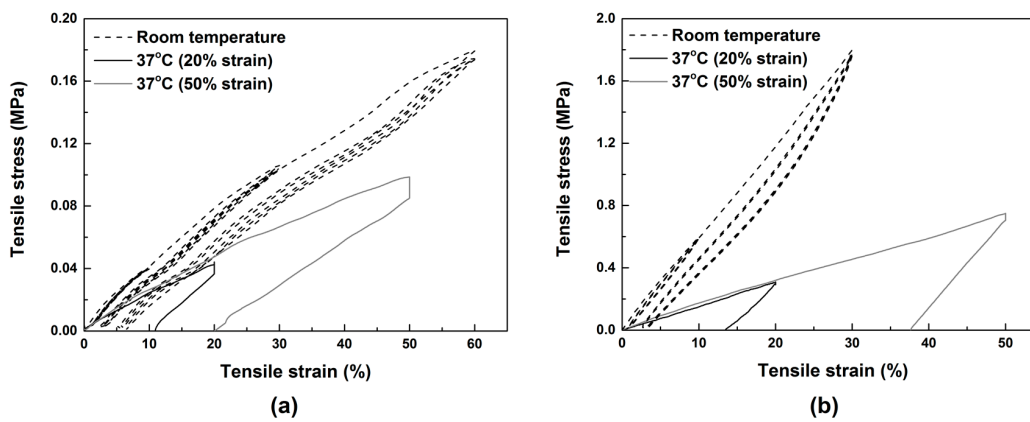 0.20
0.16
0.12
0.08
0.04
0.00
Tensile stress (MPa)
Room temperature
37°C (20% strain)
37°C (50% strain)
0 10 20 30 40 50 60
Tensile strain (%)
(a)
2.0
1.6
1.2
0.8
0.4
0.0
Tensile stress (MPa)
Room temperature
37°C (20% strain)
37°C (50% strain)
0 10 20 30 40 50
Tensile strain (%)
(b)